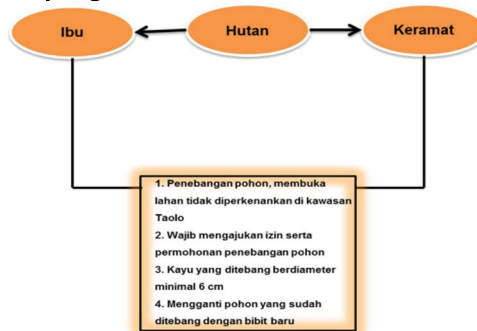 Ibu
Hutan
Keramat
1. Penebangan pohon, membuka
lahan tidak diperkenankan di kawasan
Taolo
2. Wajib mengajukan izin serta
permohonan penebangan pohon
3. Kayu yang ditebang berdiameter
minimal 6 cm
4. Mengganti pohon yang sudah
ditebang dengan bibit baru